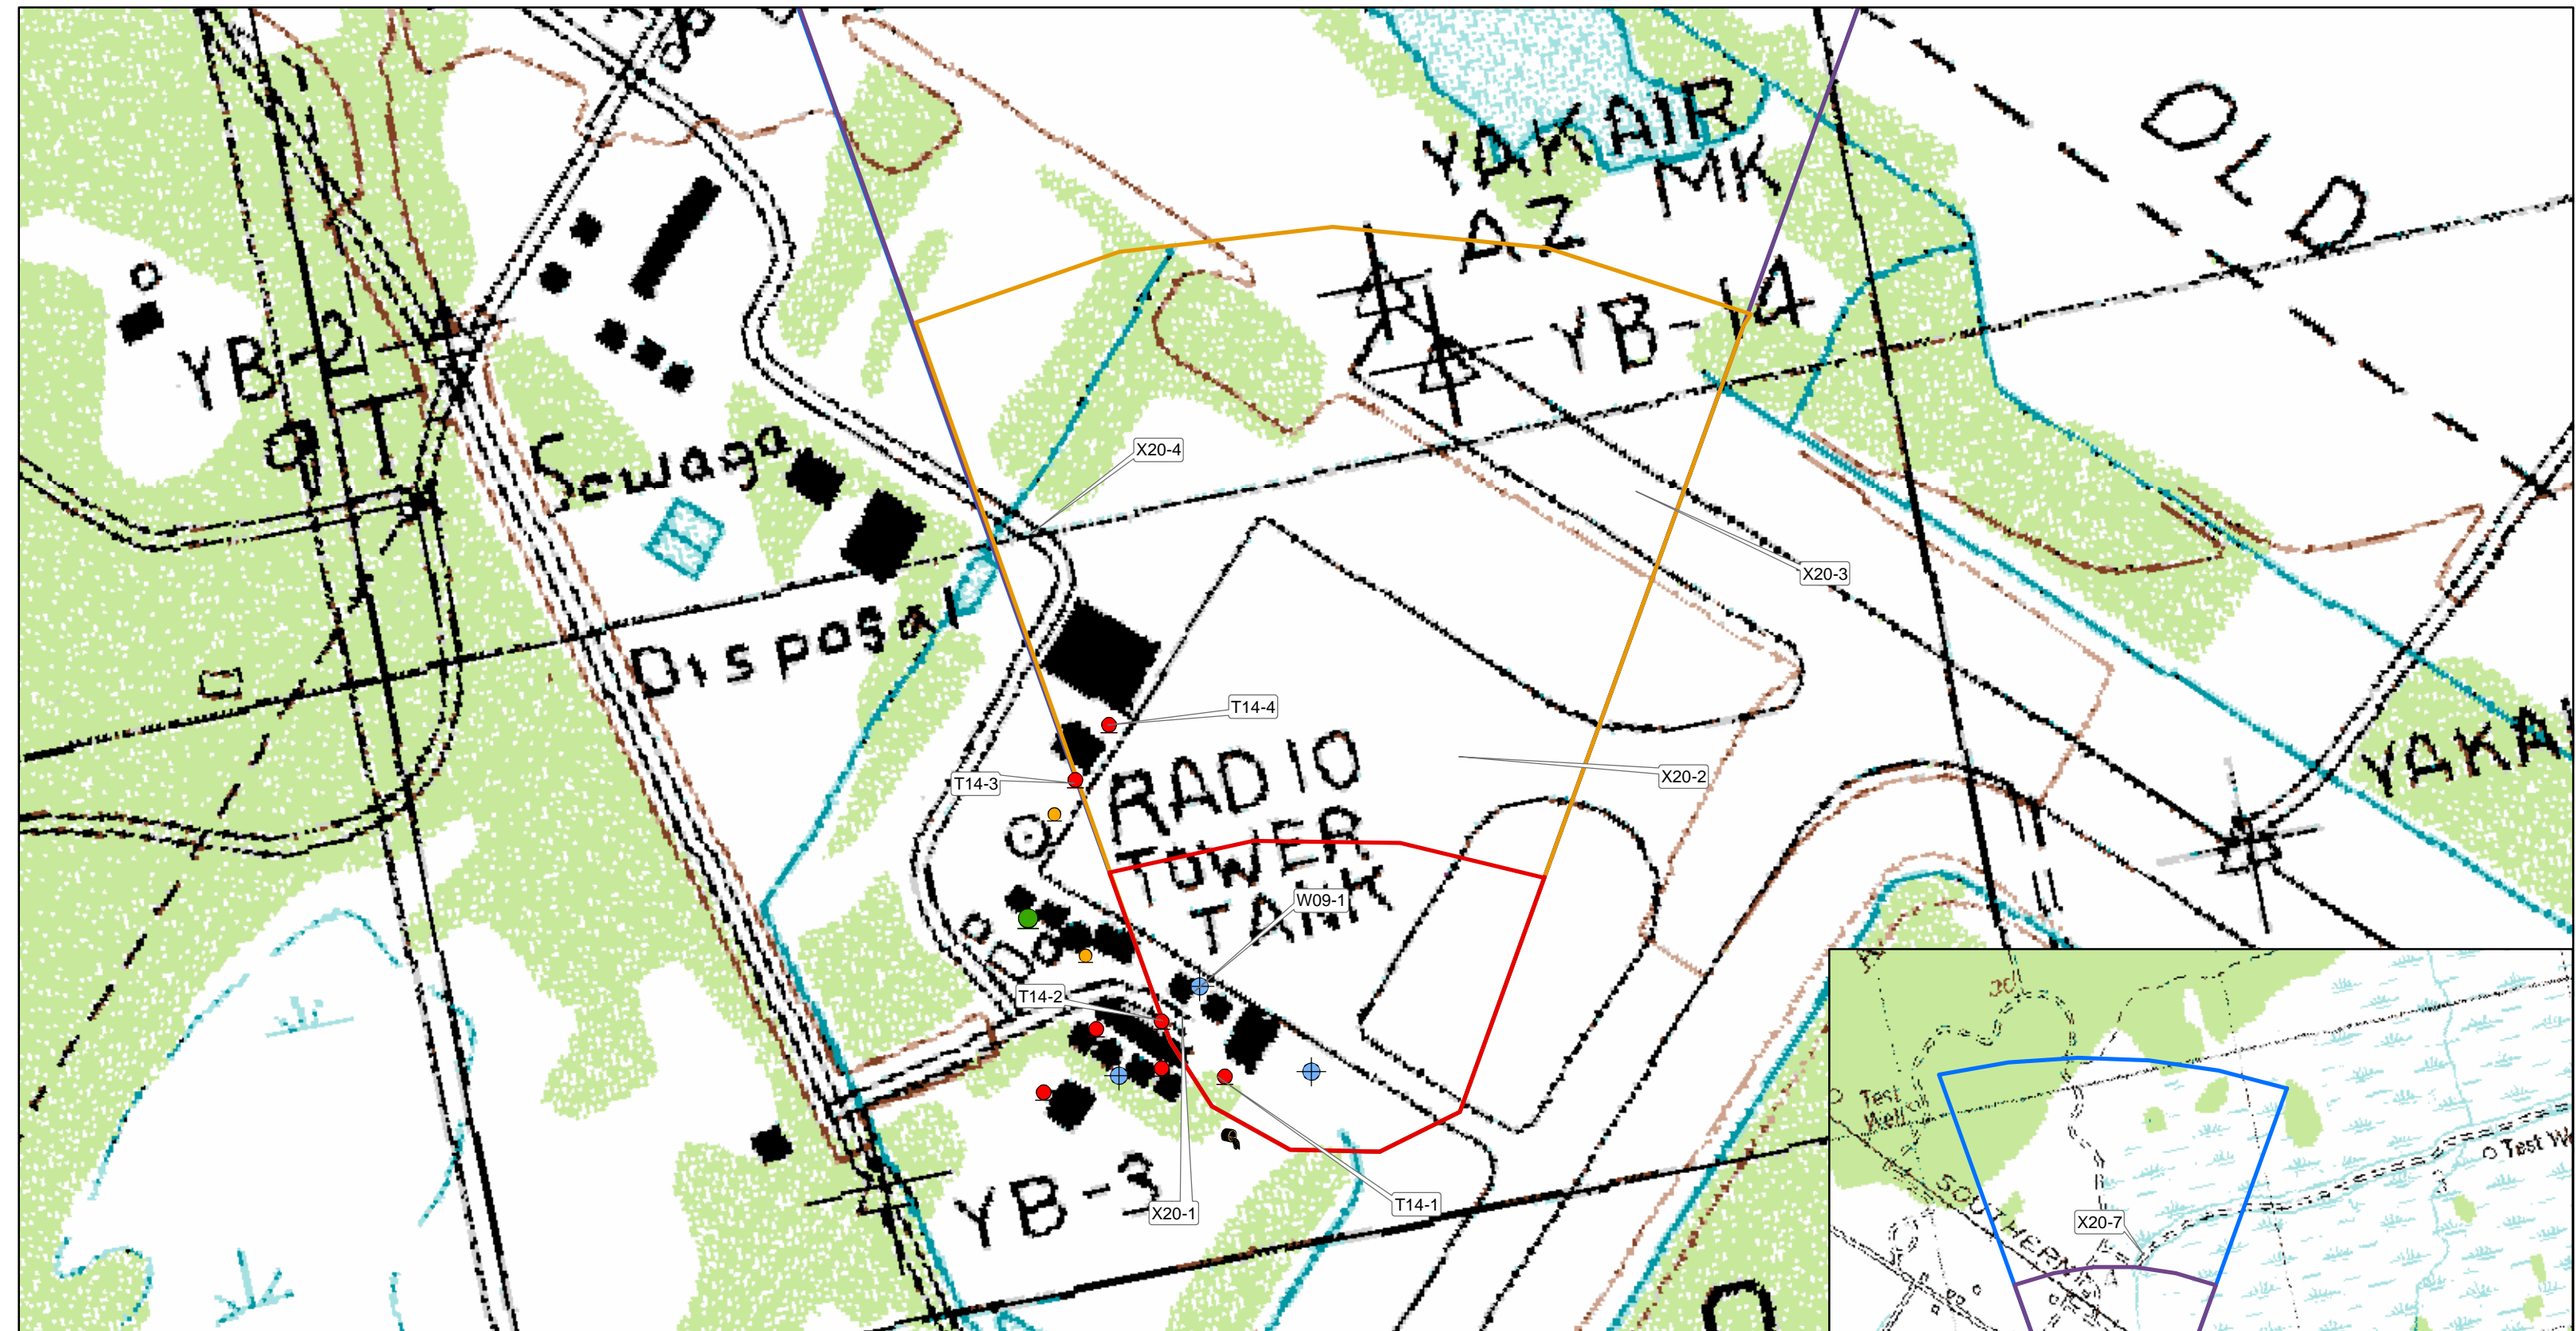 YAKAIR
MK
AZ
OLD
YB-14
YB-2
Sewage
Disposal
X20-4
X20-3
T14-4
T14-3
RADIO
TOWER
TANK
X20-2
YAKA
W09-1
T14-2
YB-3
X20-1
T14-1
Test
Well
SOUTHERN
X20-7
Test W
3